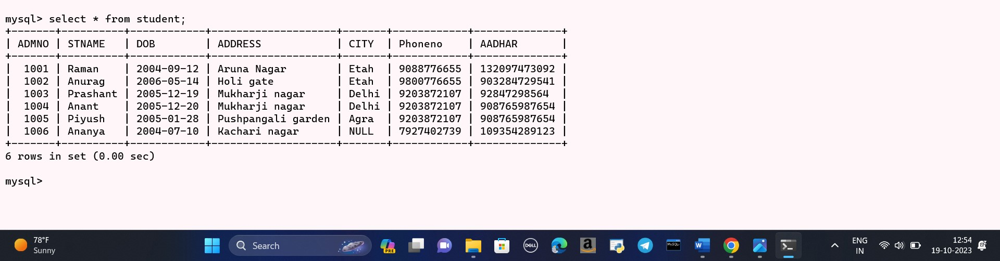 mysql> select * from student;
+-------+----------+------------+--------------------+-------+------------+--------------+
| ADMNO | STNAME   | DOB        | ADDRESS            | CITY  | Phoneno    | AADHAR       |
+-------+----------+------------+--------------------+-------+------------+--------------+
|  1001 | Raman    | 2004-09-12 | Aruna Nagar        | Etah  | 9088776655 | 132097473092 |
|  1002 | Anurag   | 2006-05-14 | Holi gate          | Etah  | 9800776655 | 903284729541 |
|  1003 | Prashant | 2005-12-19 | Mukharji nagar     | Delhi | 9203872107 | 92847298564  |
|  1004 | Anant    | 2005-12-20 | Mukharji nagar     | Delhi | 9203872107 | 908765987654 |
|  1005 | Piyush   | 2005-01-28 | Pushpangali garden | Agra  | 9203872107 | 908765987654 |
|  1006 | Ananya   | 2004-07-10 | Kachari nagar      | NULL  | 7927402739 | 109354289123 |
+-------+----------+------------+--------------------+-------+------------+--------------+
6 rows in set (0.00 sec)
mysql>
78°F
Sunny
Search
PRE
DELL
a
MySQL>
W
ENG
IN
12:54
19-10-2023